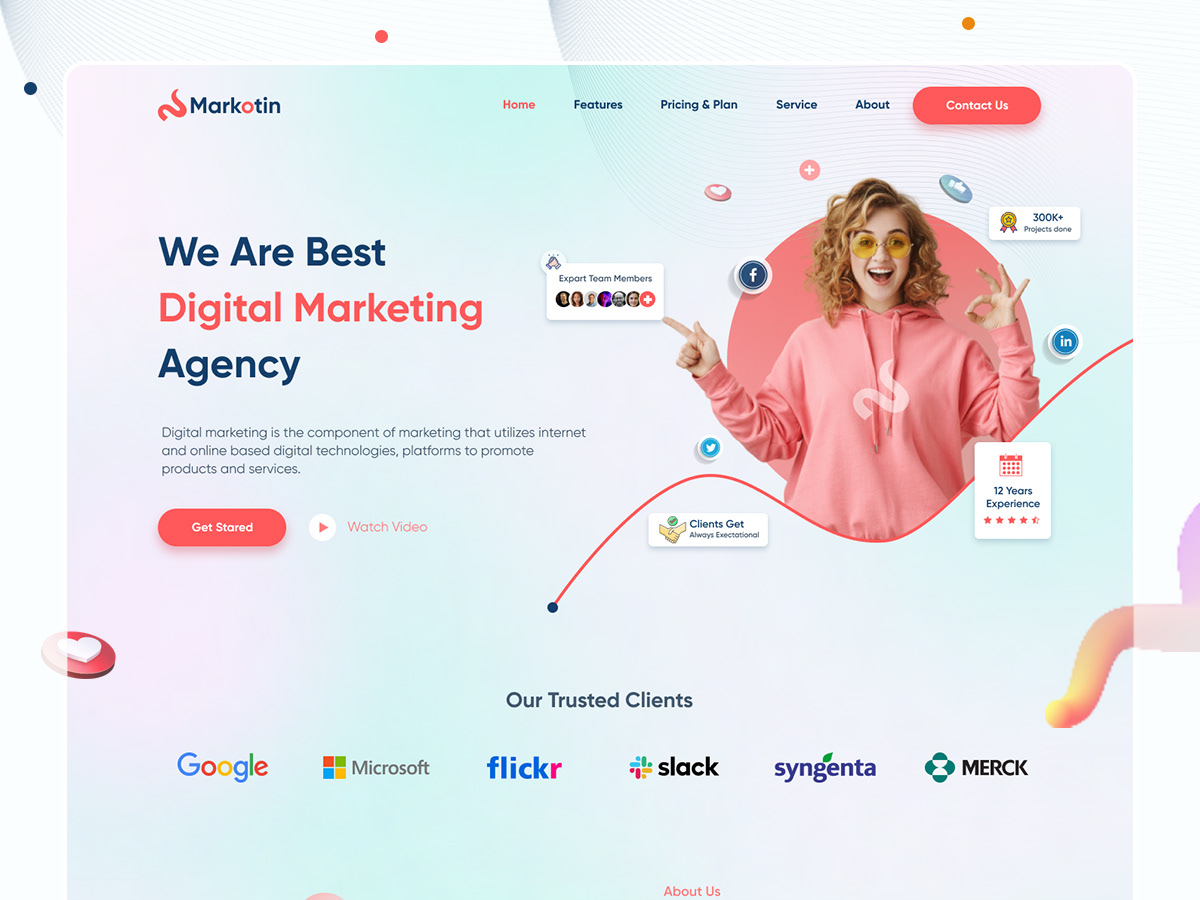 Markotin
Home Features Pricing & Plan Service About Contact Us
We Are Best
Digital Marketing
Agency
Digital marketing is the component of marketing that utilizes internet
and online based digital technologies, platforms to promote
products and services.
Get Stared
Watch Video
Expart Team Members
300K+
Projects done
f
in
Clients Get
Always Exectational
12 Years
Experience
Our Trusted Clients
Google Microsoft flickr slack syngenta MERCK
About Us